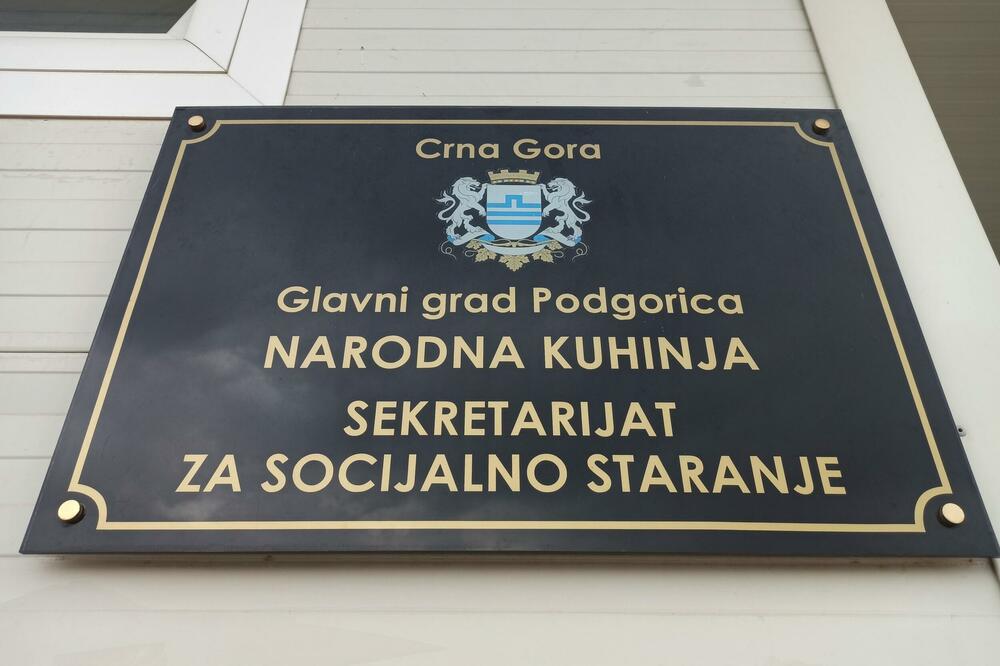 Crna Gora
Glavni grad Podgorica
NARODNA KUHINJA
SEKRETARIJAT
ZA SOCIJALNO STARANJE